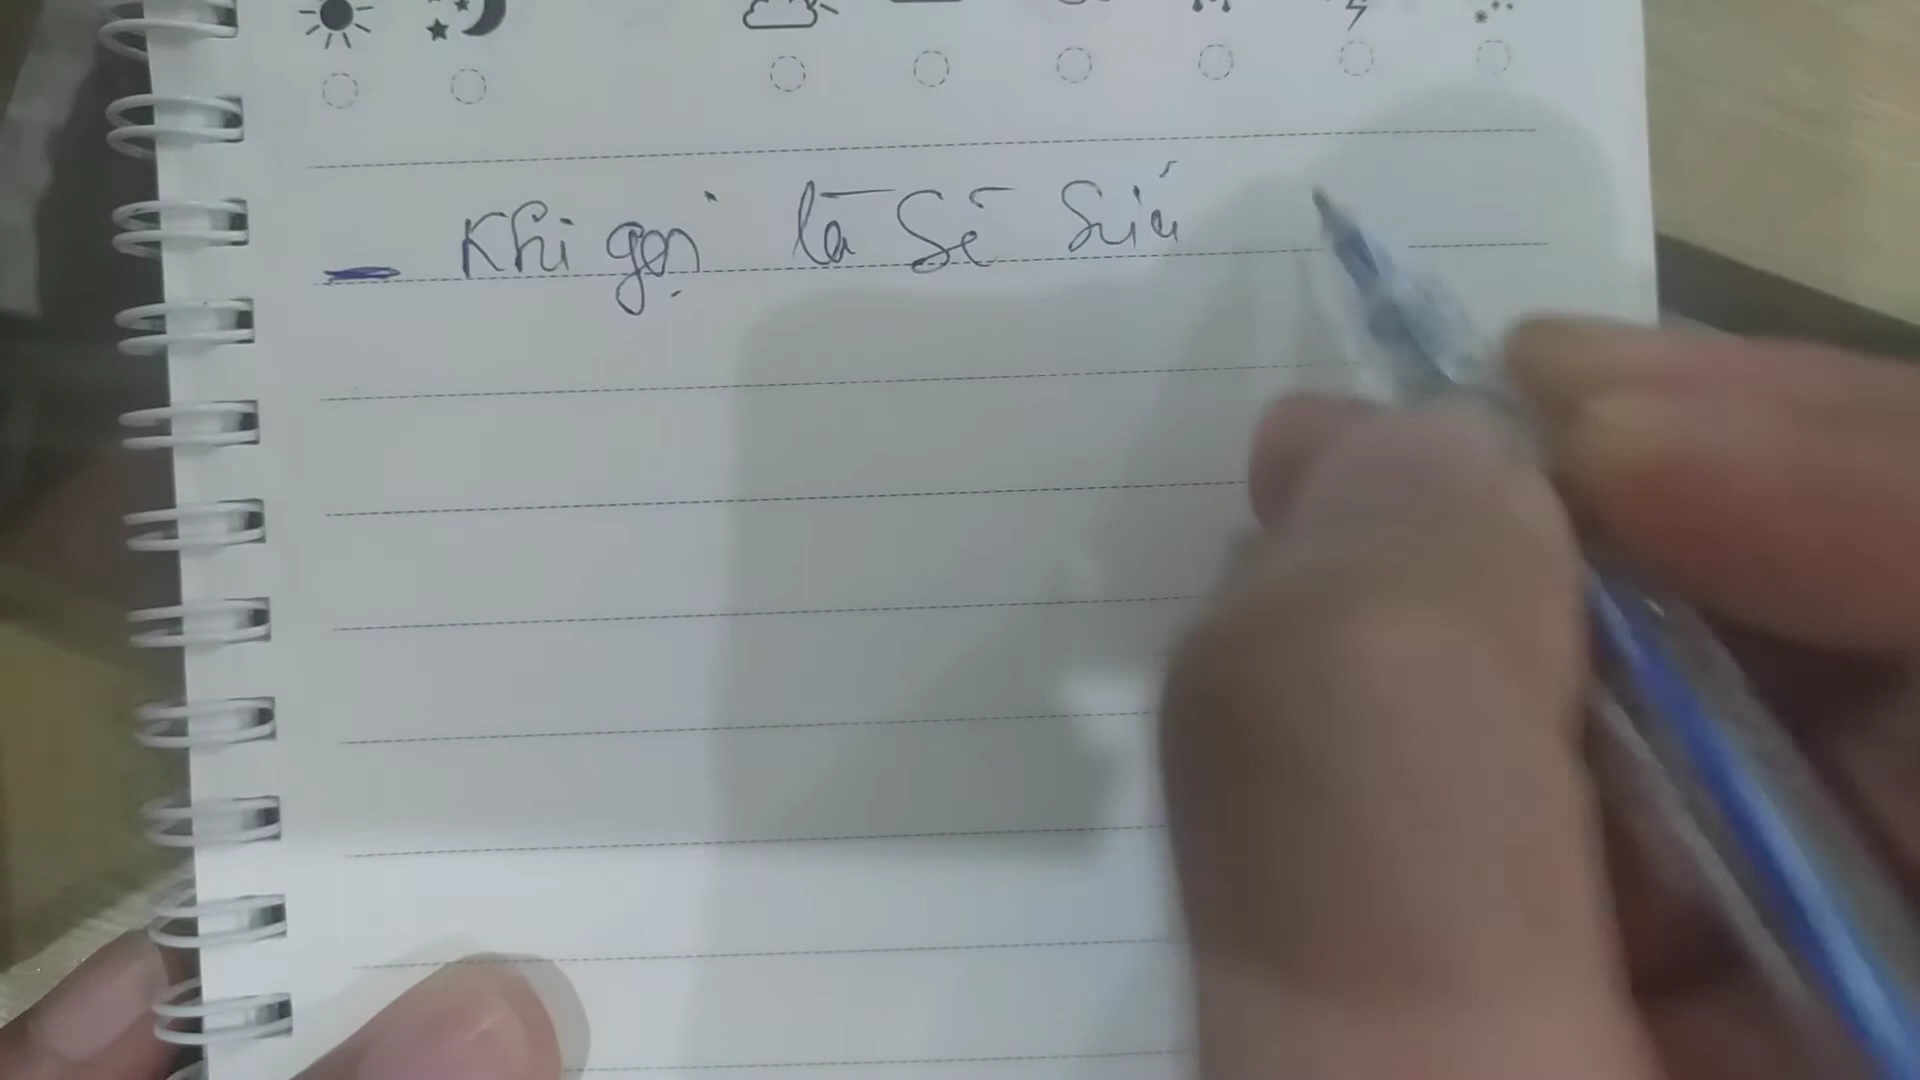 - Khi gọi là Sẽ